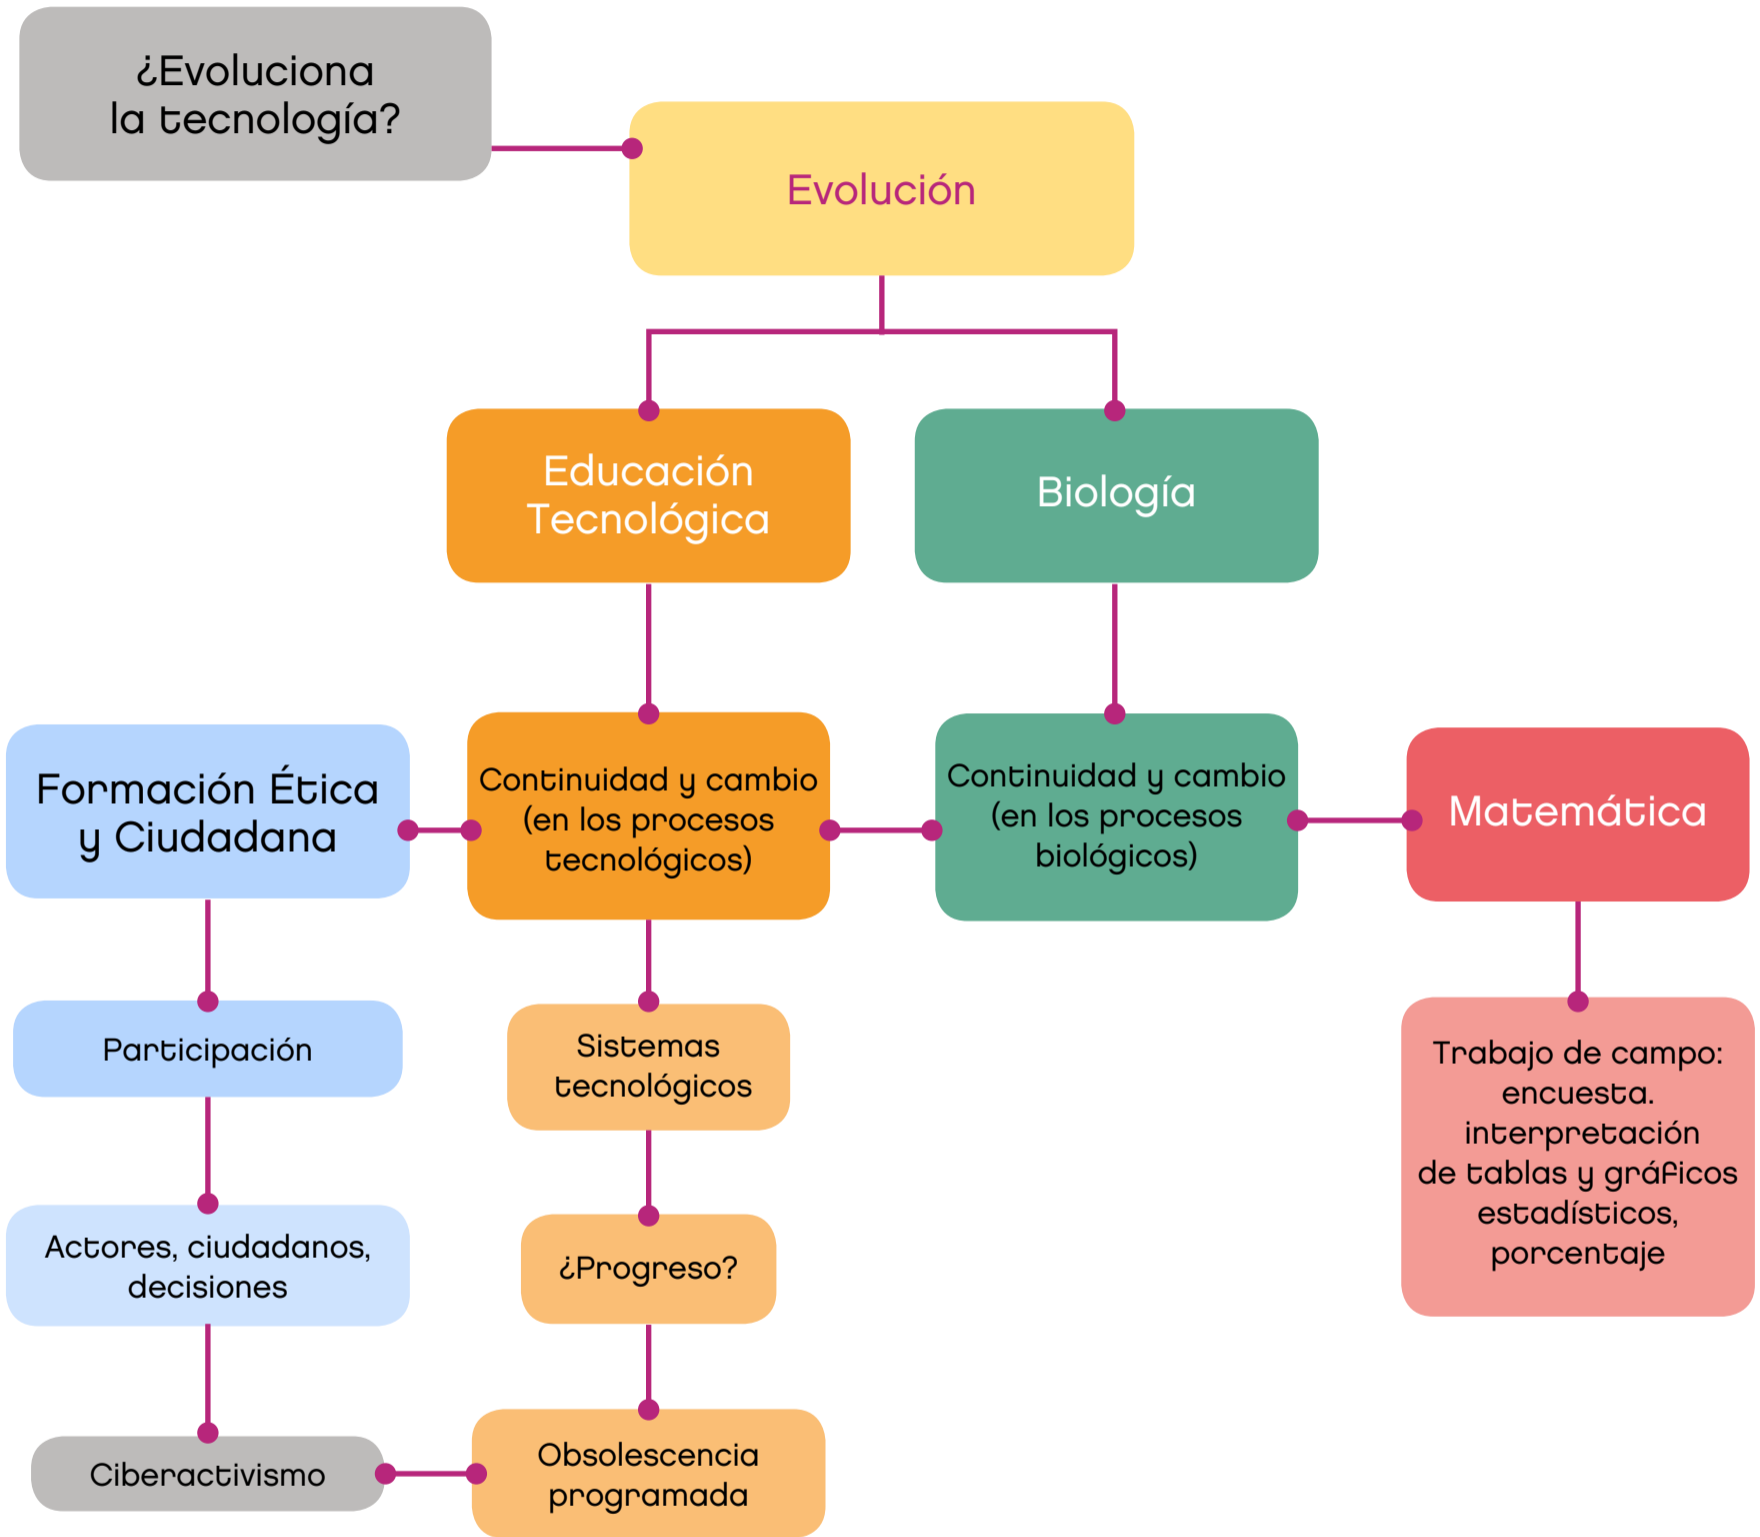 ¿Evoluciona
la tecnología?
Evolución
Educación
Tecnológica
Biología
Formación Ética
y Ciudadana
Continuidad y cambio
(en los procesos
tecnológicos)
Continuidad y cambio
(en los procesos
biológicos)
Matemática
Participación
Sistemas
tecnológicos
Trabajo de campo:
encuesta.
interpretación
de tablas y gráficos
estadísticos,
porcentaje
Actores, ciudadanos,
decisiones
¿Progreso?
Ciberactivismo
Obsolescencia
programada